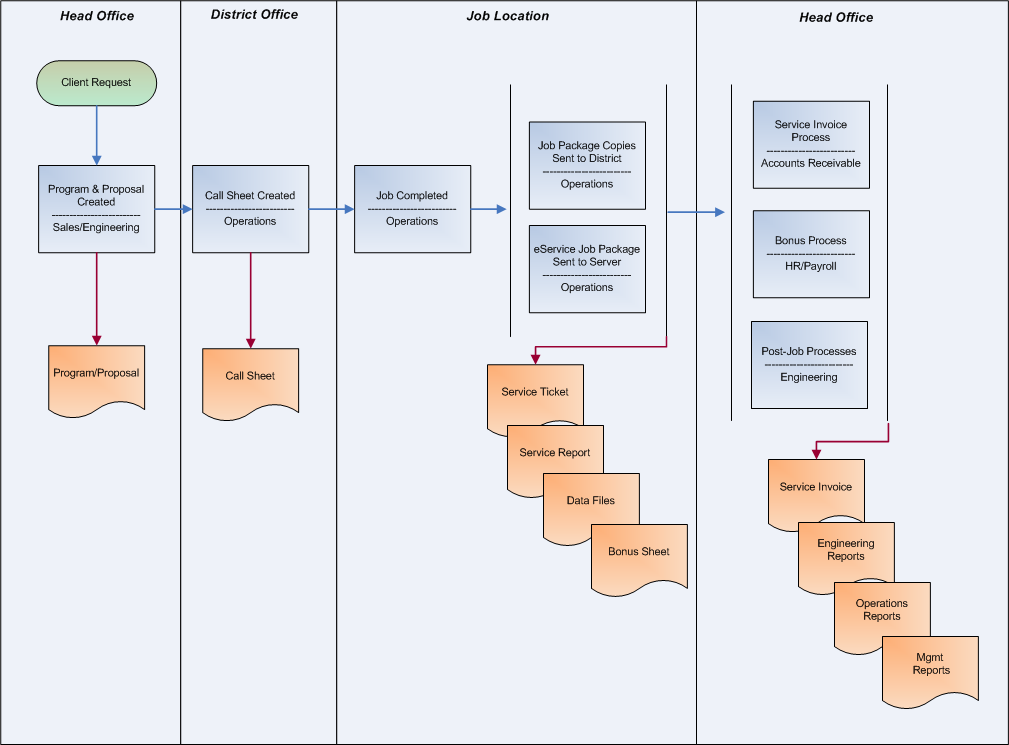 Head Office
District Office
Job Location
Head Office
Client Request
Program & Proposal
Created
----------------------------
Sales/Engineering
Call Sheet Created
----------------------------
Operations
Job Completed
----------------------------
Operations
Job Package Copies
Sent to District
----------------------------
Operations
eService Job Package
Sent to Server
----------------------------
Operations
Service Invoice
Process
----------------------------
Accounts Receivable
Bonus Process
----------------------------
HR/Payroll
Post-Job Processes
----------------------------
Engineering
Program/Proposal
Call Sheet
Service Ticket
Service Report
Data Files
Bonus Sheet
Service Invoice
Engineering
Reports
Operations
Reports
Mgmt
Reports